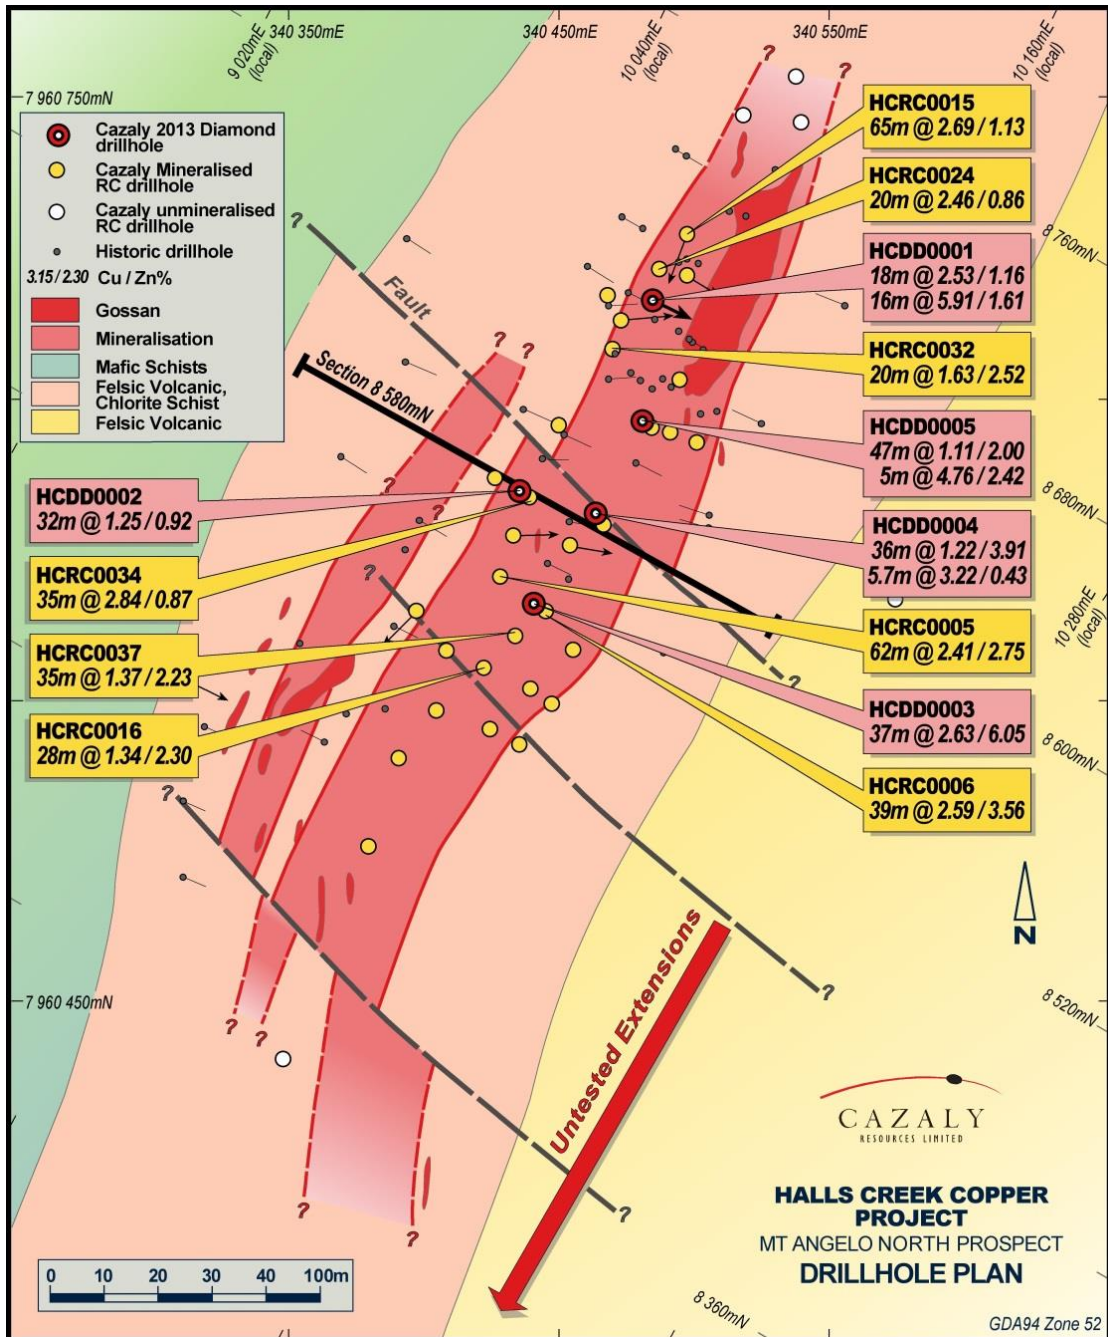 340 350mE
340 450mE
340 550mE
9 020mE
(local)
10 040mE
(local)
10 160mE
(local)
7 960 750mN
Cazaly 2013 Diamond
drillhole
Cazaly Mineralised
RC drillhole
Cazaly unmineralised
RC drillhole
Historic drillhole
3.15/ 2.30 Cu / Zn%
Gossan
Mineralisation
Mafic Schists
Felsic Volcanic,
Chlorite Schist
Felsic Volcanic
?
?
?
Fault
?
?
Section 8 580mN
?
?
?
?
?
?
?
?
?
?
?
?
HCRC0015
65m @ 2.69 / 1.13
HCRC0024
20m @ 2.46 / 0.86
HCDD0001
18m @ 2.53 / 1.16
16m @ 5.91 / 1.61
HCRC0032
20m @ 1.63 / 2.52
HCDD0005
47m @ 1.11 / 2.00
5m @ 4.76 / 2.42
HCDD0004
36m @ 1.22 / 3.91
5.7m @ 3.22 / 0.43
HCRC0005
62m @ 2.41 / 2.75
HCDD0003
37m @ 2.63 / 6.05
HCRC0006
39m @ 2.59 / 3.56
HCDD0002
32m @ 1.25 / 0.92
HCRC0034
35m @ 2.84 / 0.87
HCRC0037
35m @ 1.37 / 2.23
HCRC0016
28m @ 1.34 / 2.30
8 760mN
8 680mN
10 280mE
(local)
8 600mN
N
7 960 450mN
8 520mN
Untested Extensions
CAZALY
RESOURCES LIMITED
HALLS CREEK COPPER
PROJECT
MT ANGELO NORTH PROSPECT
DRILLHOLE PLAN
0 10 20 30 40 100m
8 360mN
GDA94 Zone 52